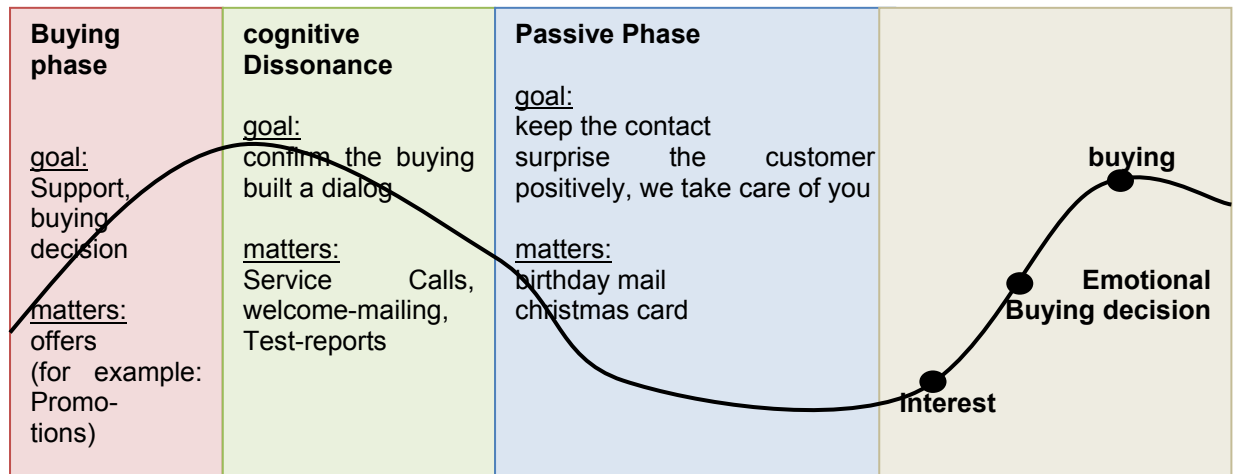 Buying
phase
goal:
Support,
buying
decision
matters:
offers
(for example:
Promo-
tions)
cognitive
Dissonance
goal:
confirm the buying
built a dialog
matters:
Service Calls,
welcome-mailing,
Test-reports
Passive Phase
goal:
keep the contact
surprise the customer
positively, we take care of you
matters:
birthday mail
christmas card
buying
Emotional
Buying decision
Interest